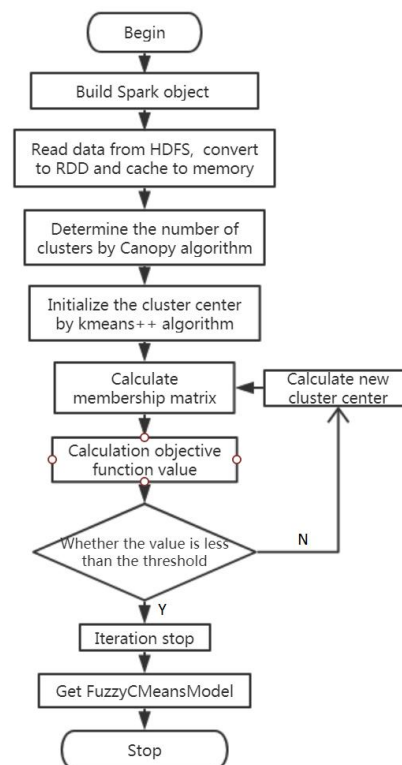 Begin
Build Spark object
Read data from HDFS, convert
to RDD and cache to memory
Determine the number of
clusters by Canopy algorithm
Initialize the cluster center
by kmeans++ algorithm
Calculate
membership matrix
Calculate new
cluster center
Calculation objective
function value
Whether the value is less
than the threshold
N
Y
Iteration stop
Get FuzzyCMeansModel
Stop